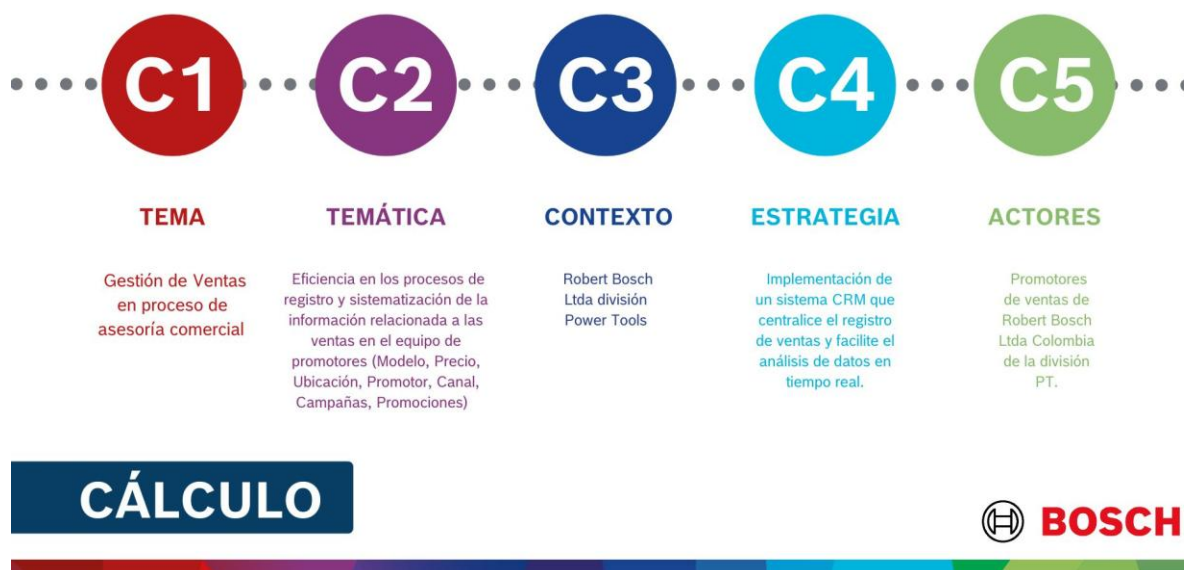 C1
C2
C3
C4
C5
TEMA
Gestión de Ventas
en proceso de
asesoría comercial
TEMÁTICA
Eficiencia en los procesos de
registro y sistematización de la
información relacionada a las
ventas en el equipo de
promotores (Modelo, Precio,
Ubicación, Promotor, Canal,
Campañas, Promociones)
CONTEXTO
Robert Bosch
Ltda división
Power Tools
ESTRATEGIA
Implementación de
un sistema CRM que
centralice el registro
de ventas y facilite el
análisis de datos en
tiempo real.
ACTORES
Promotores
de ventas de
Robert Bosch
Ltda Colombia
de la división
PT.
CÁLCULO
BOSCH